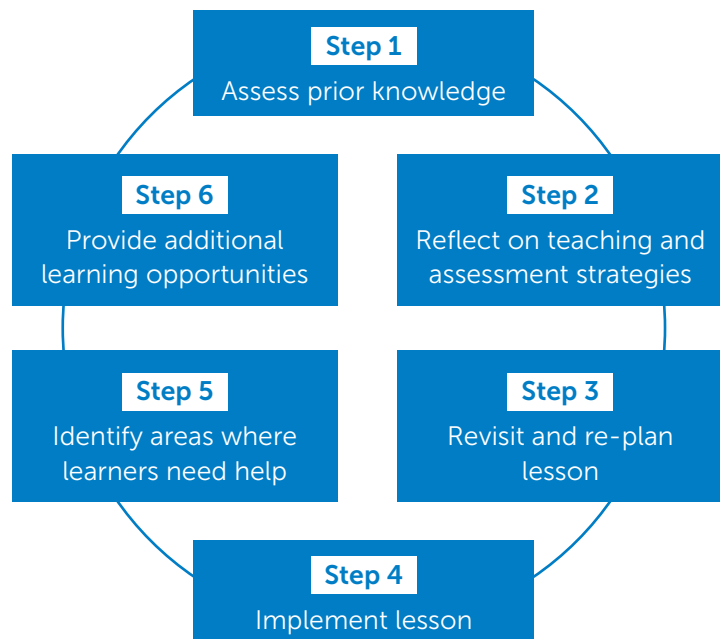 Step 1
Assess prior knowledge
Step 2
Reflect on teaching and
assessment strategies
Step 3
Revisit and re-plan
lesson
Step 4
Implement lesson
Step 5
Identify areas where
learners need help
Step 6
Provide additional
learning opportunities